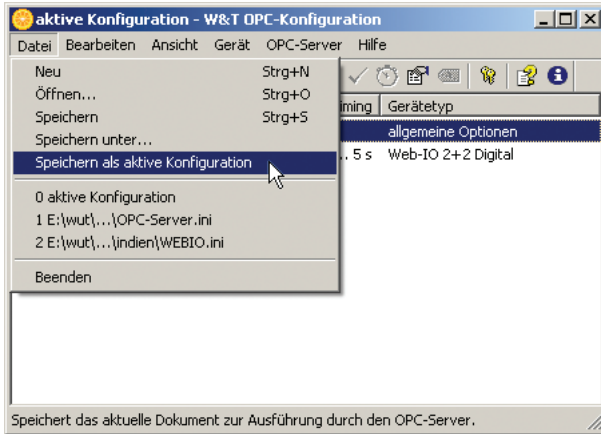 aktive Konfiguration - W&T OPC-Konfiguration
Datei Bearbeiten Ansicht Gerät OPC-Server Hilfe
Neu Strg+N
Öffnen... Strg+O
Speichern Strg+S
Speichern unter...
Speichern als aktive Konfiguration
0 aktive Konfiguration
1 E:\wut\...\OPC-Server.ini
2 E:\wut\...\indien\WEBIO.ini
Beenden
iming Gerätetyp
allgemeine Optionen
.. 5 s Web-IO 2+2 Digital
Speichert das aktuelle Dokument zur Ausführung durch den OPC-Server.